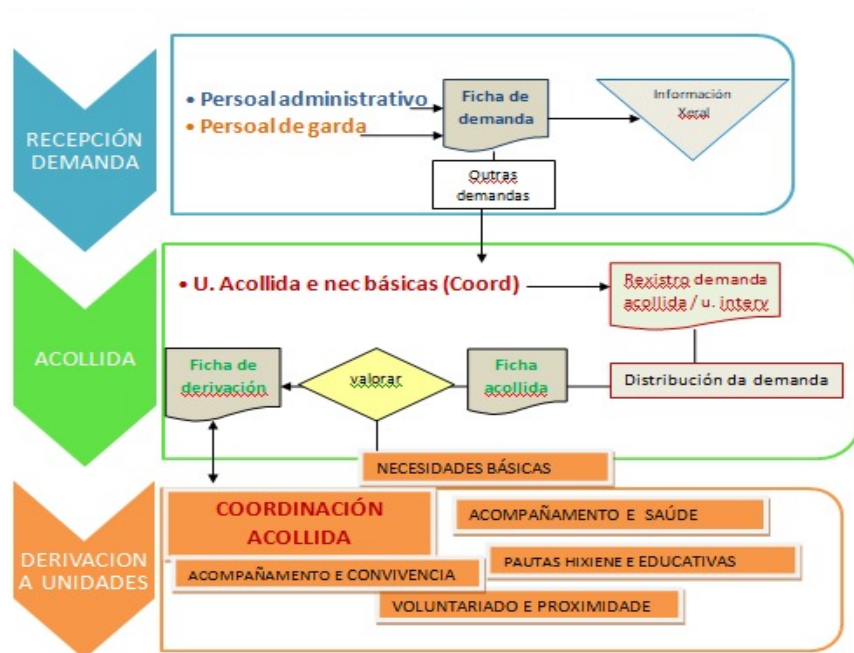 RECEPCIÓN
DEMANDA
• Persoal administrativo
• Persoal de garda
Ficha de
demanda
Información
Xeral
Outras
demandas
ACOLLIDA
• U. Acollida e nec básicas (Coord)
Rexistro demanda
acollida / u. interv
Ficha de
derivación
valorar
Ficha
acollida
Distribución da demanda
NECESIDADES BÁSICAS
DERIVACION
A UNIDADES
COORDINACIÓN
ACOLLIDA
ACOMPAÑAMENTO E SAÚDE
ACOMPAÑAMENTO E CONVIVENCIA
PAUTAS HIXIENE E EDUCATIVAS
VOLUNTARIADO E PROXIMIDADE